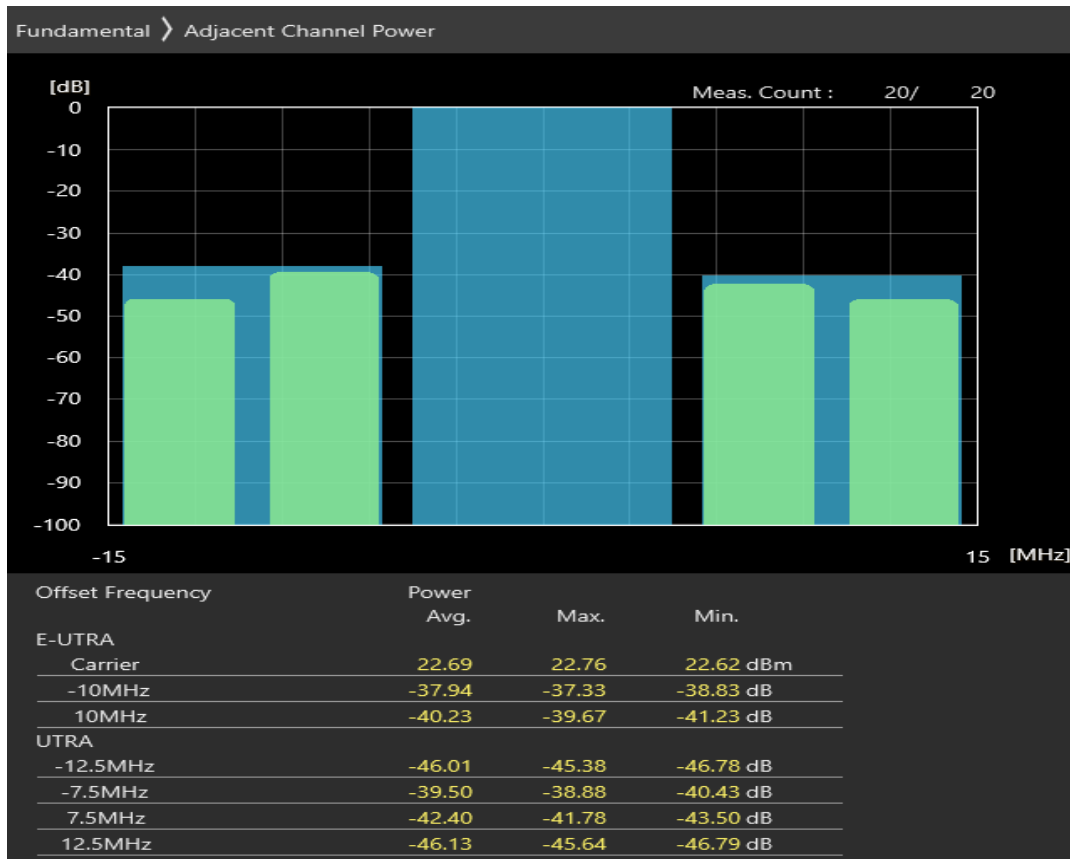 Fundamental ❯ Adjacent Channel Power
[dB]
Meas. Count : 20/ 20
0
-10
-20
-30
-40
-50
-60
-70
-80
-90
-100
-15 15 [MHz]
Offset Frequency Power
Avg. Max. Min.
E-UTRA
Carrier 22.69 22.76 22.62 dBm
-10MHz -37.94 -37.33 -38.83 dB
10MHz -40.23 -39.67 -41.23 dB
UTRA
-12.5MHz -46.01 -45.38 -46.78 dB
-7.5MHz -39.50 -38.88 -40.43 dB
7.5MHz -42.40 -41.78 -43.50 dB
12.5MHz -46.13 -45.64 -46.79 dB